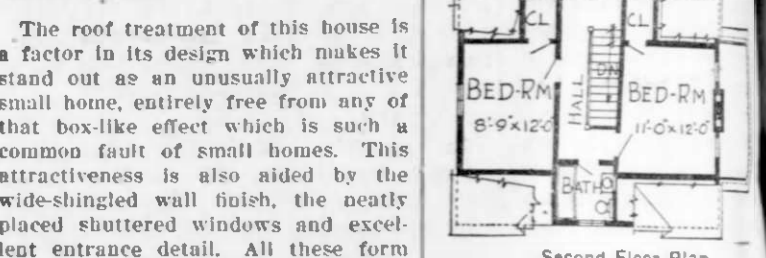 The roof treatment of this house is
a factor in its design which makes it
stand out as an unusually attractive
small home, entirely free from any of
that box-like effect which is such a
common fault of small homes. This
attractiveness is also aided by the
wide-shingled wall finish, the neatly
placed shuttered windows and excel-
lent entrance detail. All these form
CL
CL
DN
HALL
BED-RM
8'-9"x12'-0"
BED-RM
11'-0"x12'-0"
BATH
Second Floor Plan